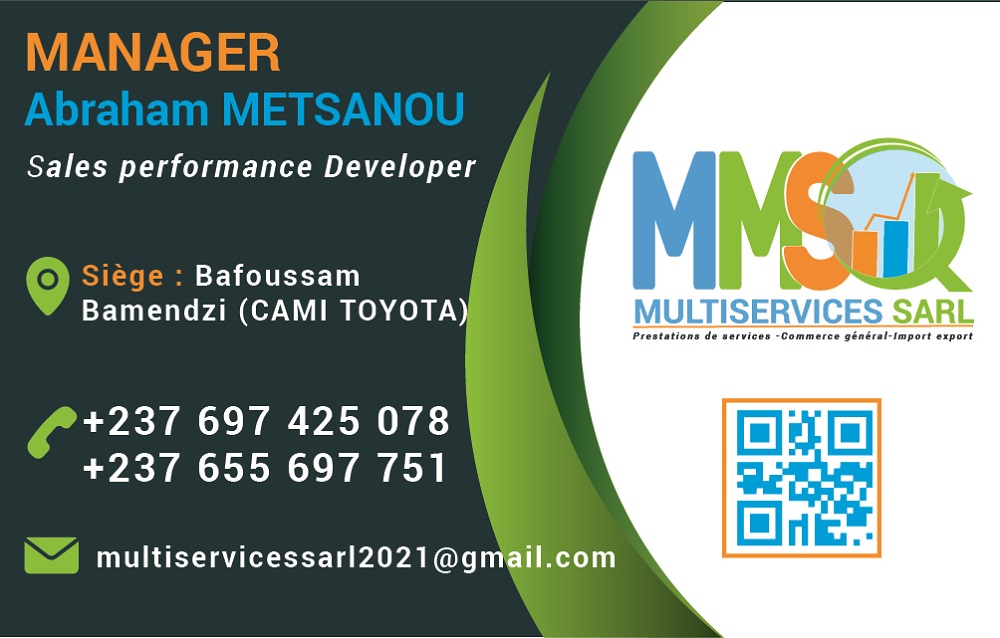 MANAGER
Abraham METSANOU
Sales performance Developer
Siège : Bafoussam
Bamendzi (CAMI TOYOTA)
+237 697 425 078
+237 655 697 751
multiservicessarl2021@gmail.com
MMS
MULTISERVICES SARL
Prestations de services -Commerce général-Import export